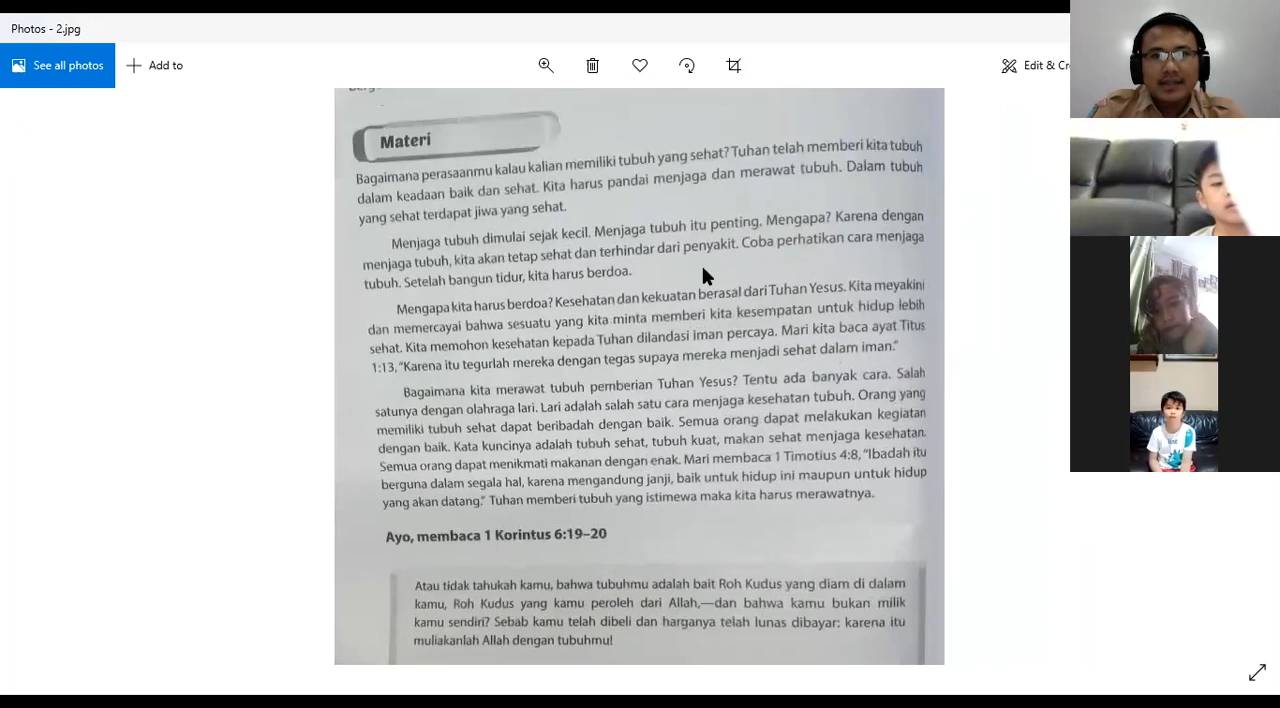 Photos - 2.jpg
See all photos
Add to
Edit & Cr
Materi
Bagaimana perasaanmu kalau kalian memiliki tubuh yang sehat? Tuhan telah memberi kita tubuh
dalam keadaan baik dan sehat. Kita harus pandai menjaga dan merawat tubuh. Dalam tubuh
yang sehat terdapat jiwa yang sehat.
Menjaga tubuh dimulai sejak kecil. Menjaga tubuh itu penting. Mengapa? Karena dengan
menjaga tubuh, kita akan tetap sehat dan terhindar dari penyakit. Coba perhatikan cara menjaga
tubuh. Setelah bangun tidur, kita harus berdoa.
Mengapa kita harus berdoa? Kesehatan dan kekuatan berasal dari Tuhan Yesus. Kita meyakini
dan memercayai bahwa sesuatu yang kita minta memberi kita kesempatan untuk hidup lebih
sehat. Kita memohon kesehatan kepada Tuhan dilandasi iman percaya. Mari kita baca ayat Titus
1:13, "Karena itu tegurlah mereka dengan tegas supaya mereka menjadi sehat dalam iman."
Bagaimana kita merawat tubuh pemberian Tuhan Yesus? Tentu ada banyak cara. Salah
satunya dengan olahraga lari. Lari adalah salah satu cara menjaga kesehatan tubuh. Orang yang
memiliki tubuh sehat dapat beribadah dengan baik. Semua orang dapat melakukan kegiatan
dengan baik. Kata kuncinya adalah tubuh sehat, tubuh kuat, makan sehat menjaga kesehatan.
Semua orang dapat menikmati makanan dengan enak. Mari membaca 1 Timotius 4:8, "Ibadah itu
berguna dalam segala hal, karena mengandung janji, baik untuk hidup ini maupun untuk hidup
yang akan datang." Tuhan memberi tubuh yang istimewa maka kita harus merawatnya.
Ayo, membaca 1 Korintus 6:19–20
Atau tidak tahukah kamu, bahwa tubuhmu adalah bait Roh Kudus yang diam di dalam
kamu, Roh Kudus yang kamu peroleh dari Allah,—dan bahwa kamu bukan milik
kamu sendiri? Sebab kamu telah dibeli dan harganya telah lunas dibayar: karena itu
muliakanlah Allah dengan tubuhmu!